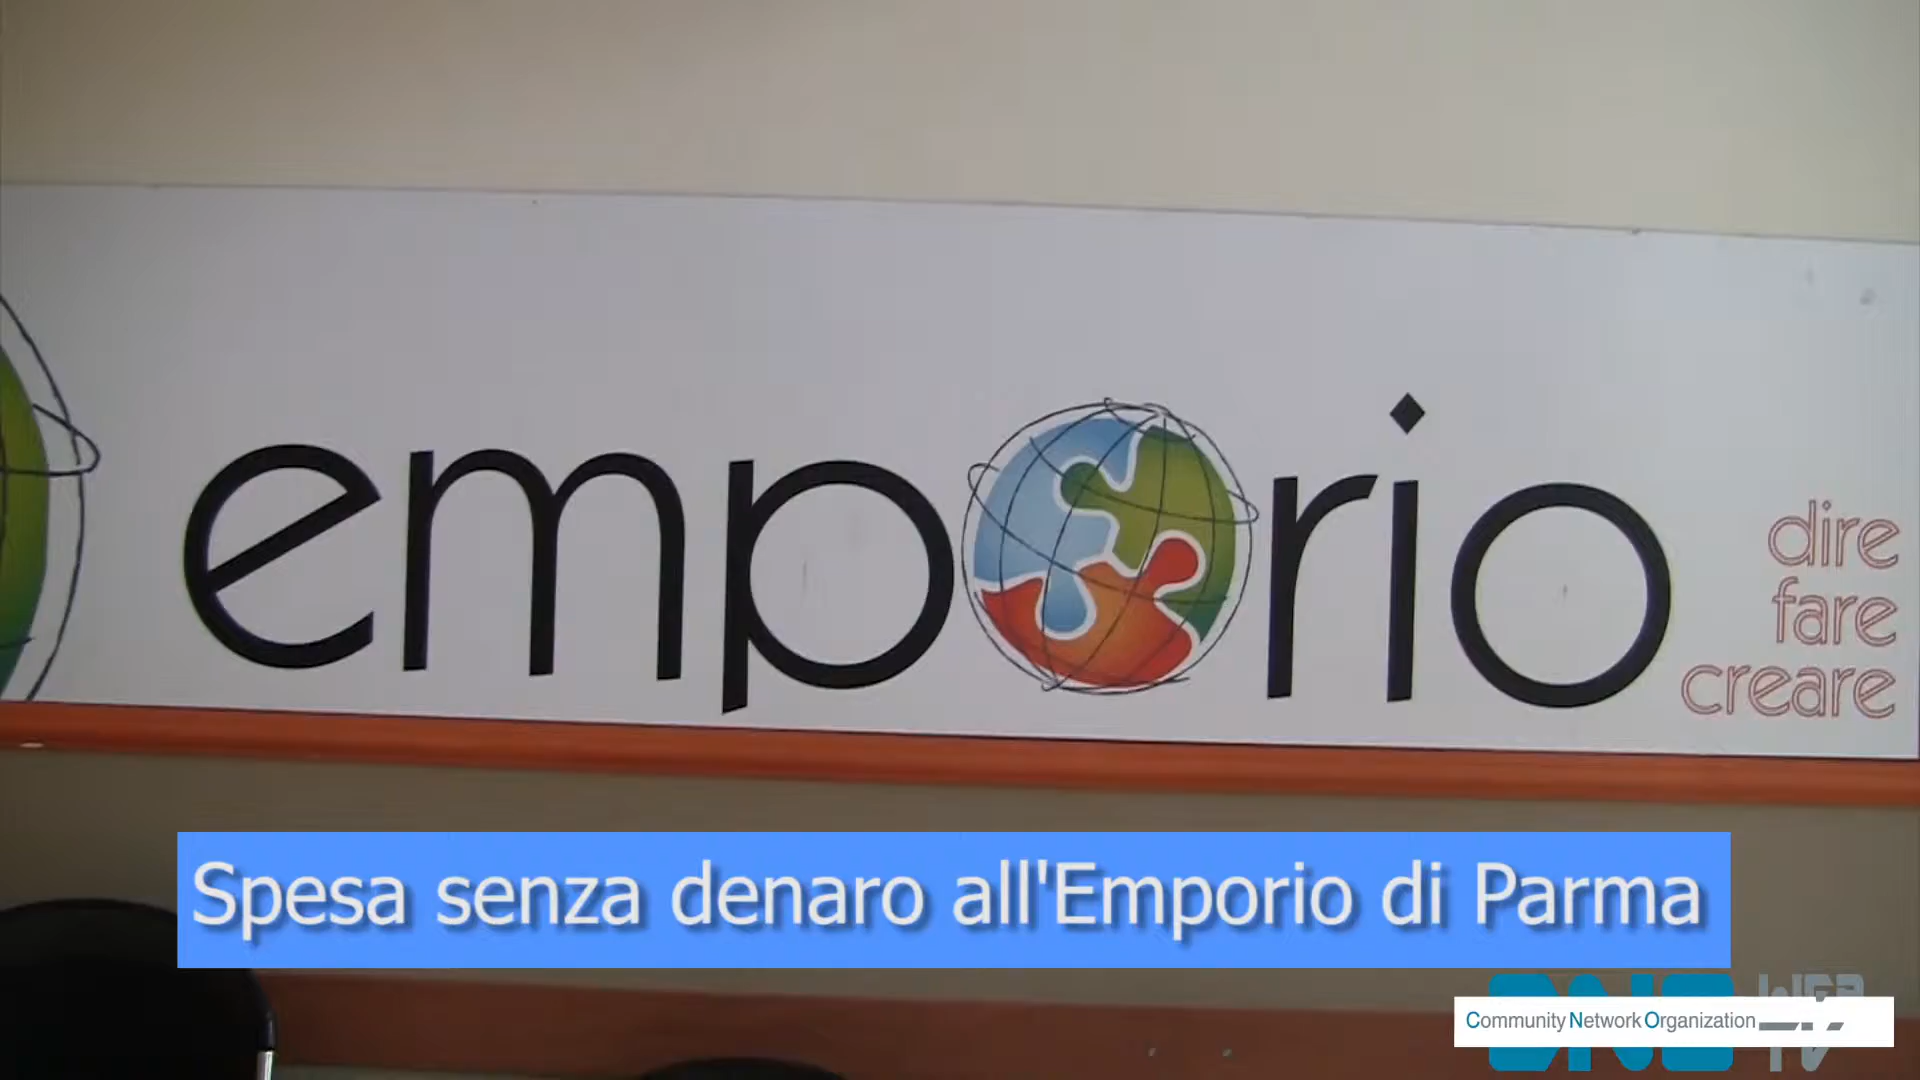 emporio
dire
fare
creare
Spesa senza denaro all'Emporio di Parma
Community Network Organization